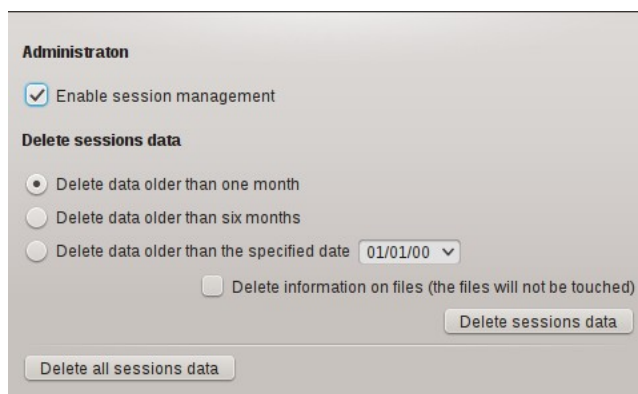 Administraton
Enable session management
Delete sessions data
Delete data older than one month
Delete data older than six months
Delete data older than the specified date 01/01/00
Delete information on files (the files will not be touched)
Delete sessions data
Delete all sessions data